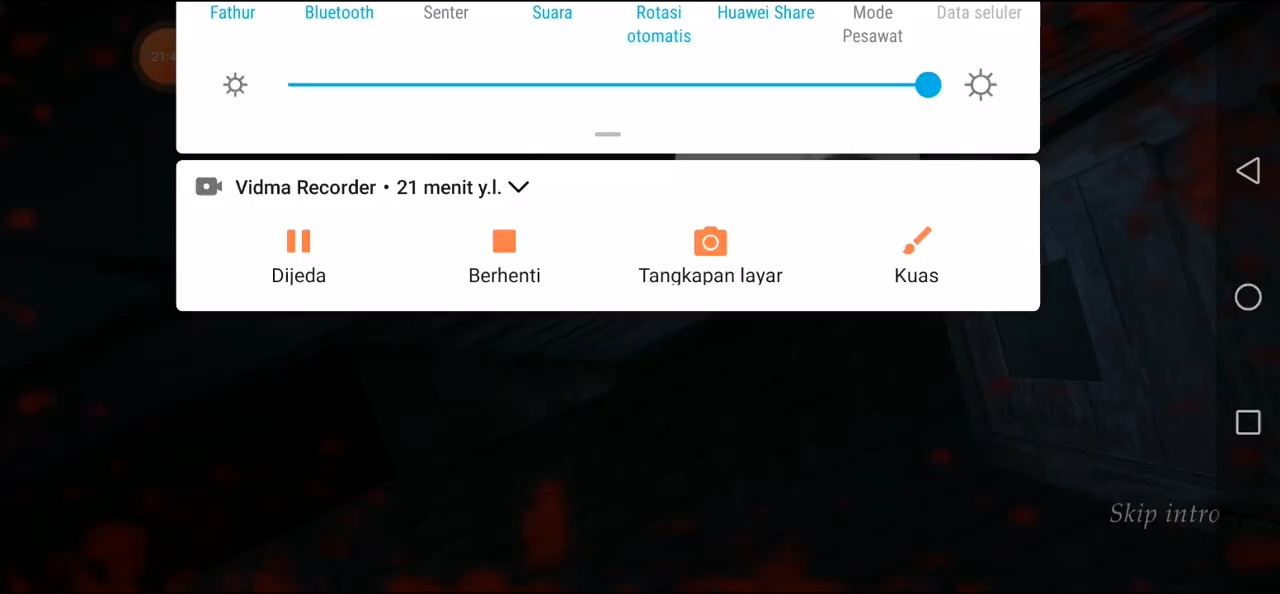 Fathur Bluetooth Senter Suara Rotasi otomatis Huawei Share Mode Pesawat Data seluler
Vidma Recorder • 21 menit y.l.
Dijeda Berhenti Tangkapan layar Kuas
Skip intro